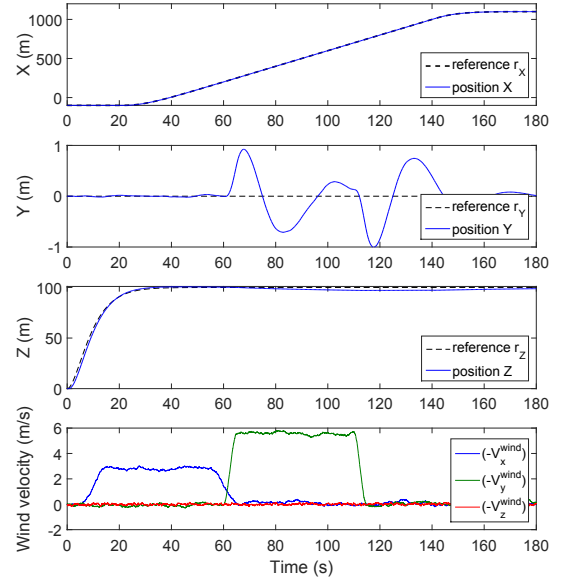 X (m)
1000
500
0
0 20 40 60 80 100 120 140 160 180
reference r_X
position X
Y (m)
1
0
-1
0 20 40 60 80 100 120 140 160 180
reference r_Y
position Y
Z (m)
100
50
0
0 20 40 60 80 100 120 140 160 180
reference r_Z
position Z
Wind velocity (m/s)
6
4
2
0
-2
0 20 40 60 80 100 120 140 160 180
(-V_x^wind)
(-V_y^wind)
(-V_z^wind)
Time (s)